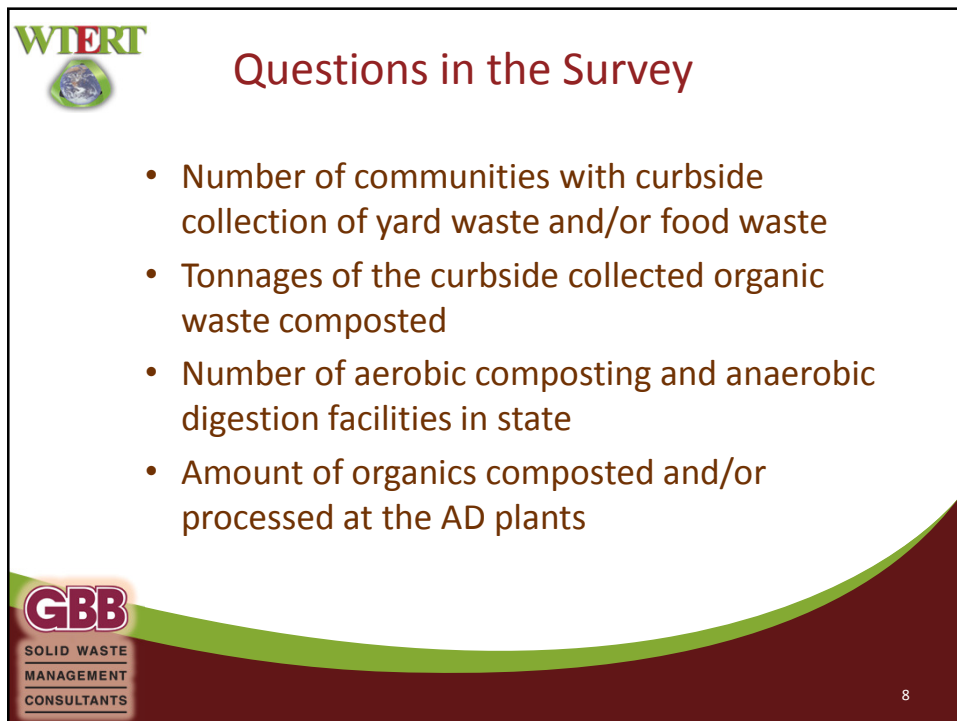 WTERT
Questions in the Survey
• Number of communities with curbside
collection of yard waste and/or food waste
• Tonnages of the curbside collected organic
waste composted
• Number of aerobic composting and anaerobic
digestion facilities in state
• Amount of organics composted and/or
processed at the AD plants
GBB
SOLID WASTE
MANAGEMENT
CONSULTANTS
8